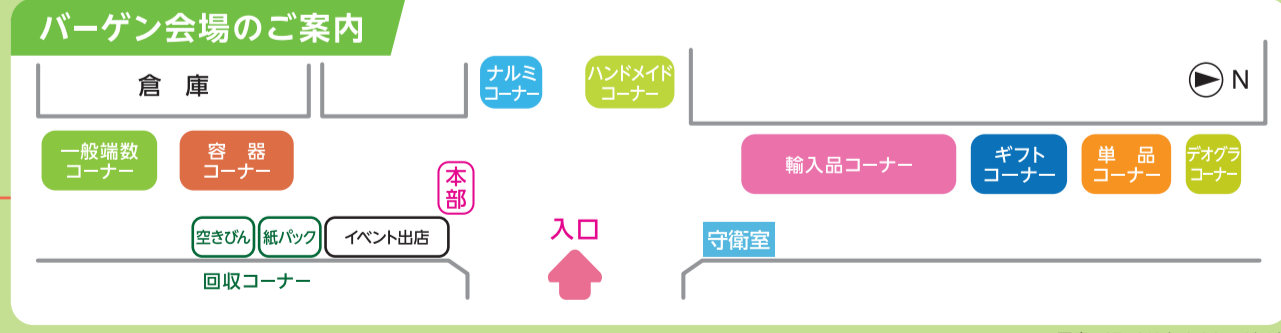 バーゲン会場のご案内
倉 庫
ナルミ
コーナー
ハンドメイド
コーナー
N
一般端数
コーナー
容 器
コーナー
本部
輸入品コーナー
ギフト
コーナー
単 品
コーナー
デオグラ
コーナー
空きびん
紙パック
イベント出店
入口
守衛室
回収コーナー